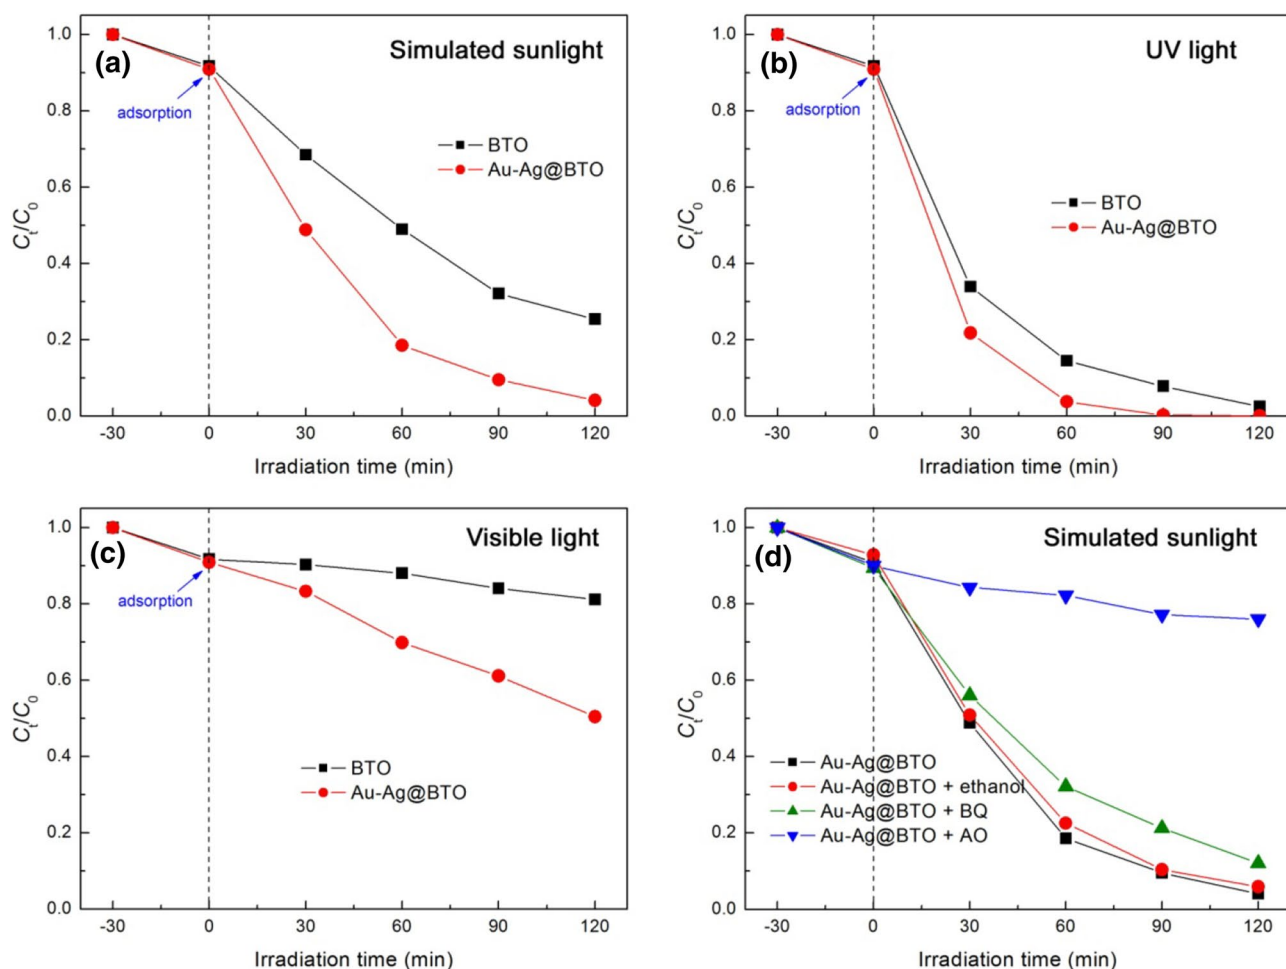 (a)
Simulated sunlight
adsorption
BTO
Au-Ag@BTO
1.0
0.8
0.6
0.4
0.2
0.0
Ct/C0
-30 0 30 60 90 120
Irradiation time (min)
(b)
UV light
adsorption
BTO
Au-Ag@BTO
1.0
0.8
0.6
0.4
0.2
0.0
Ct/C0
-30 0 30 60 90 120
Irradiation time (min)
(c)
Visible light
adsorption
BTO
Au-Ag@BTO
1.0
0.8
0.6
0.4
0.2
0.0
Ct/C0
-30 0 30 60 90 120
Irradiation time (min)
(d)
Simulated sunlight
Au-Ag@BTO
Au-Ag@BTO + ethanol
Au-Ag@BTO + BQ
Au-Ag@BTO + AO
1.0
0.8
0.6
0.4
0.2
0.0
Ct/C0
-30 0 30 60 90 120
Irradiation time (min)